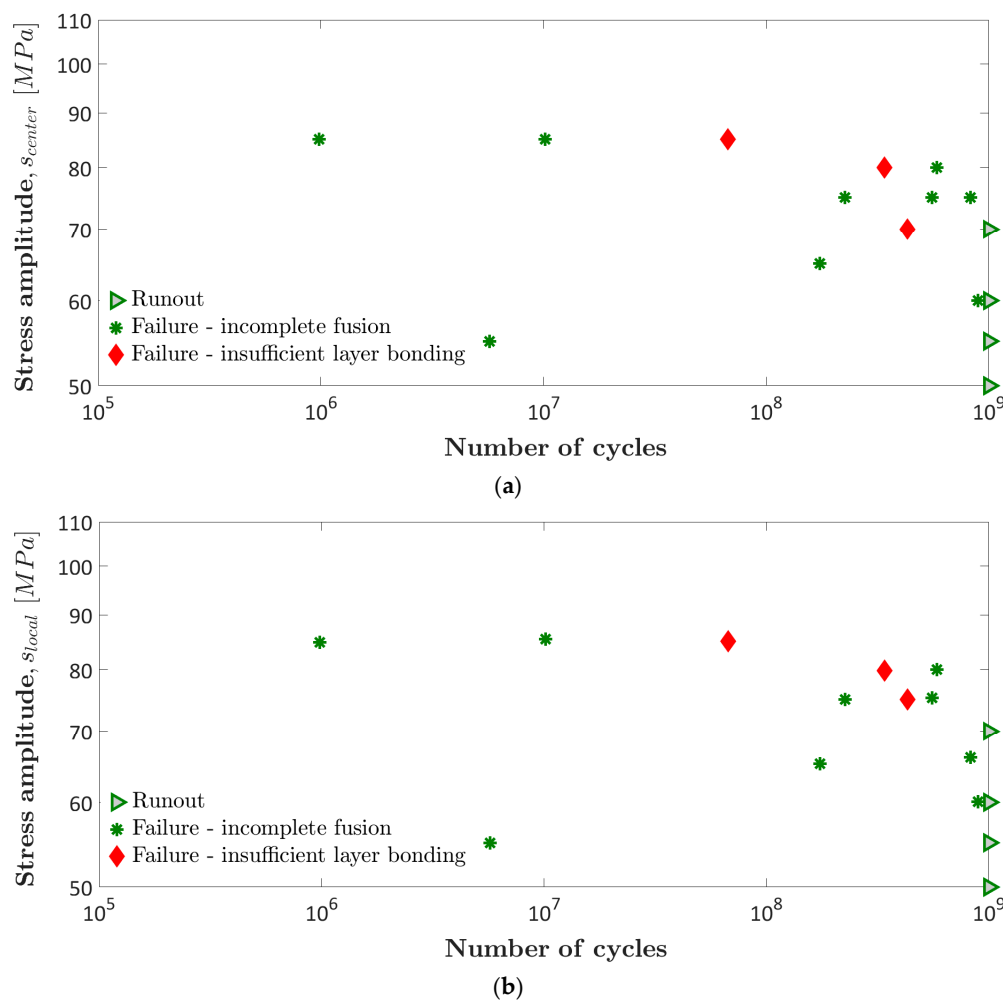 110
100
90
80
70
60
50
Stress amplitude, s_center [MPa]
Runout
Failure - incomplete fusion
Failure - insufficient layer bonding
10^5 10^6 10^7 10^8 10^9
Number of cycles
(a)
110
100
90
80
70
60
50
Stress amplitude, s_local [MPa]
Runout
Failure - incomplete fusion
Failure - insufficient layer bonding
10^5 10^6 10^7 10^8 10^9
Number of cycles
(b)